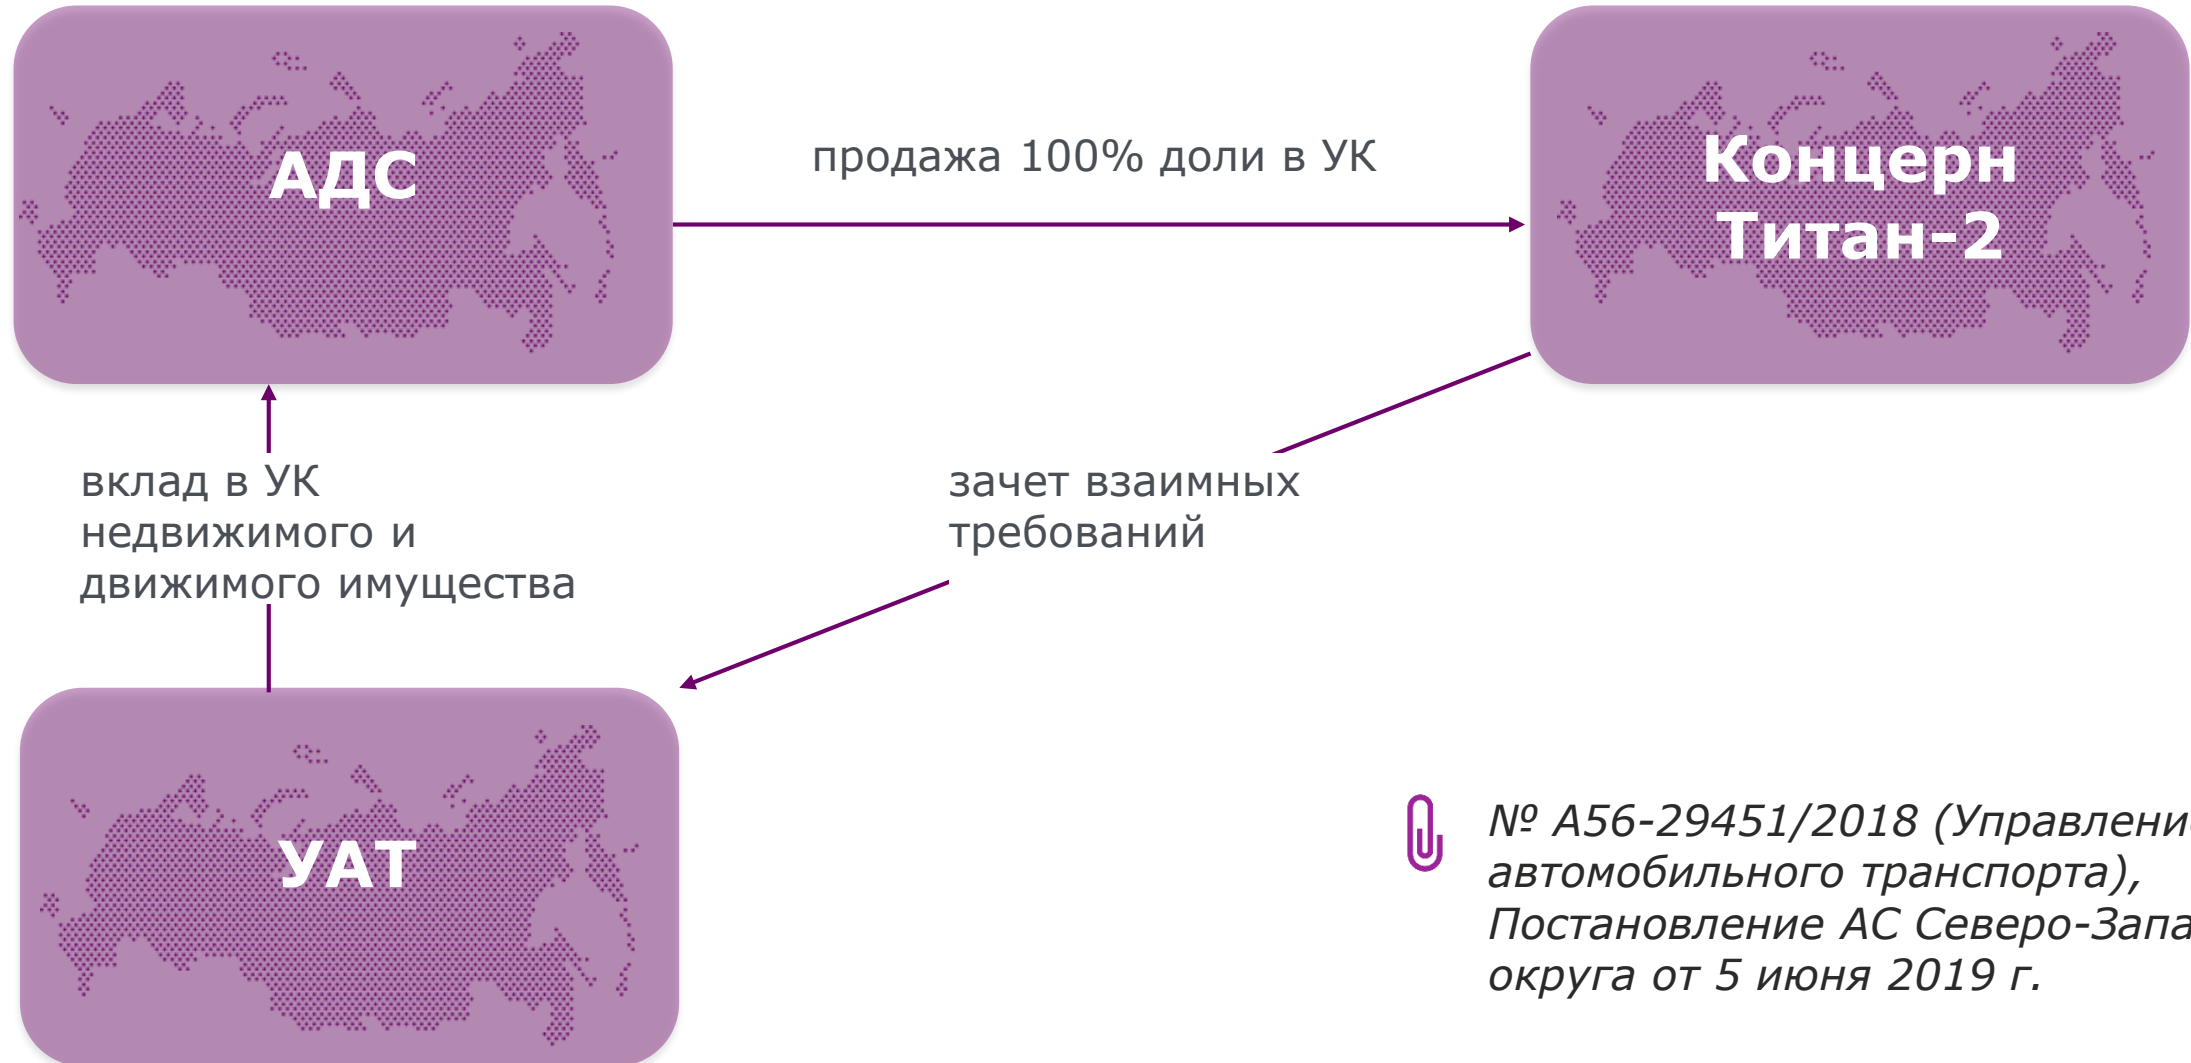 АДС
продажа 100% доли в УК
Концерн
Титан-2
вклад в УК
недвижимого и
движимого имущества
зачет взаимных
требований
УАТ
№ А56-29451/2018 (Управление
автомобильного транспорта),
Постановление АС Северо-Запа
округа от 5 июня 2019 г.